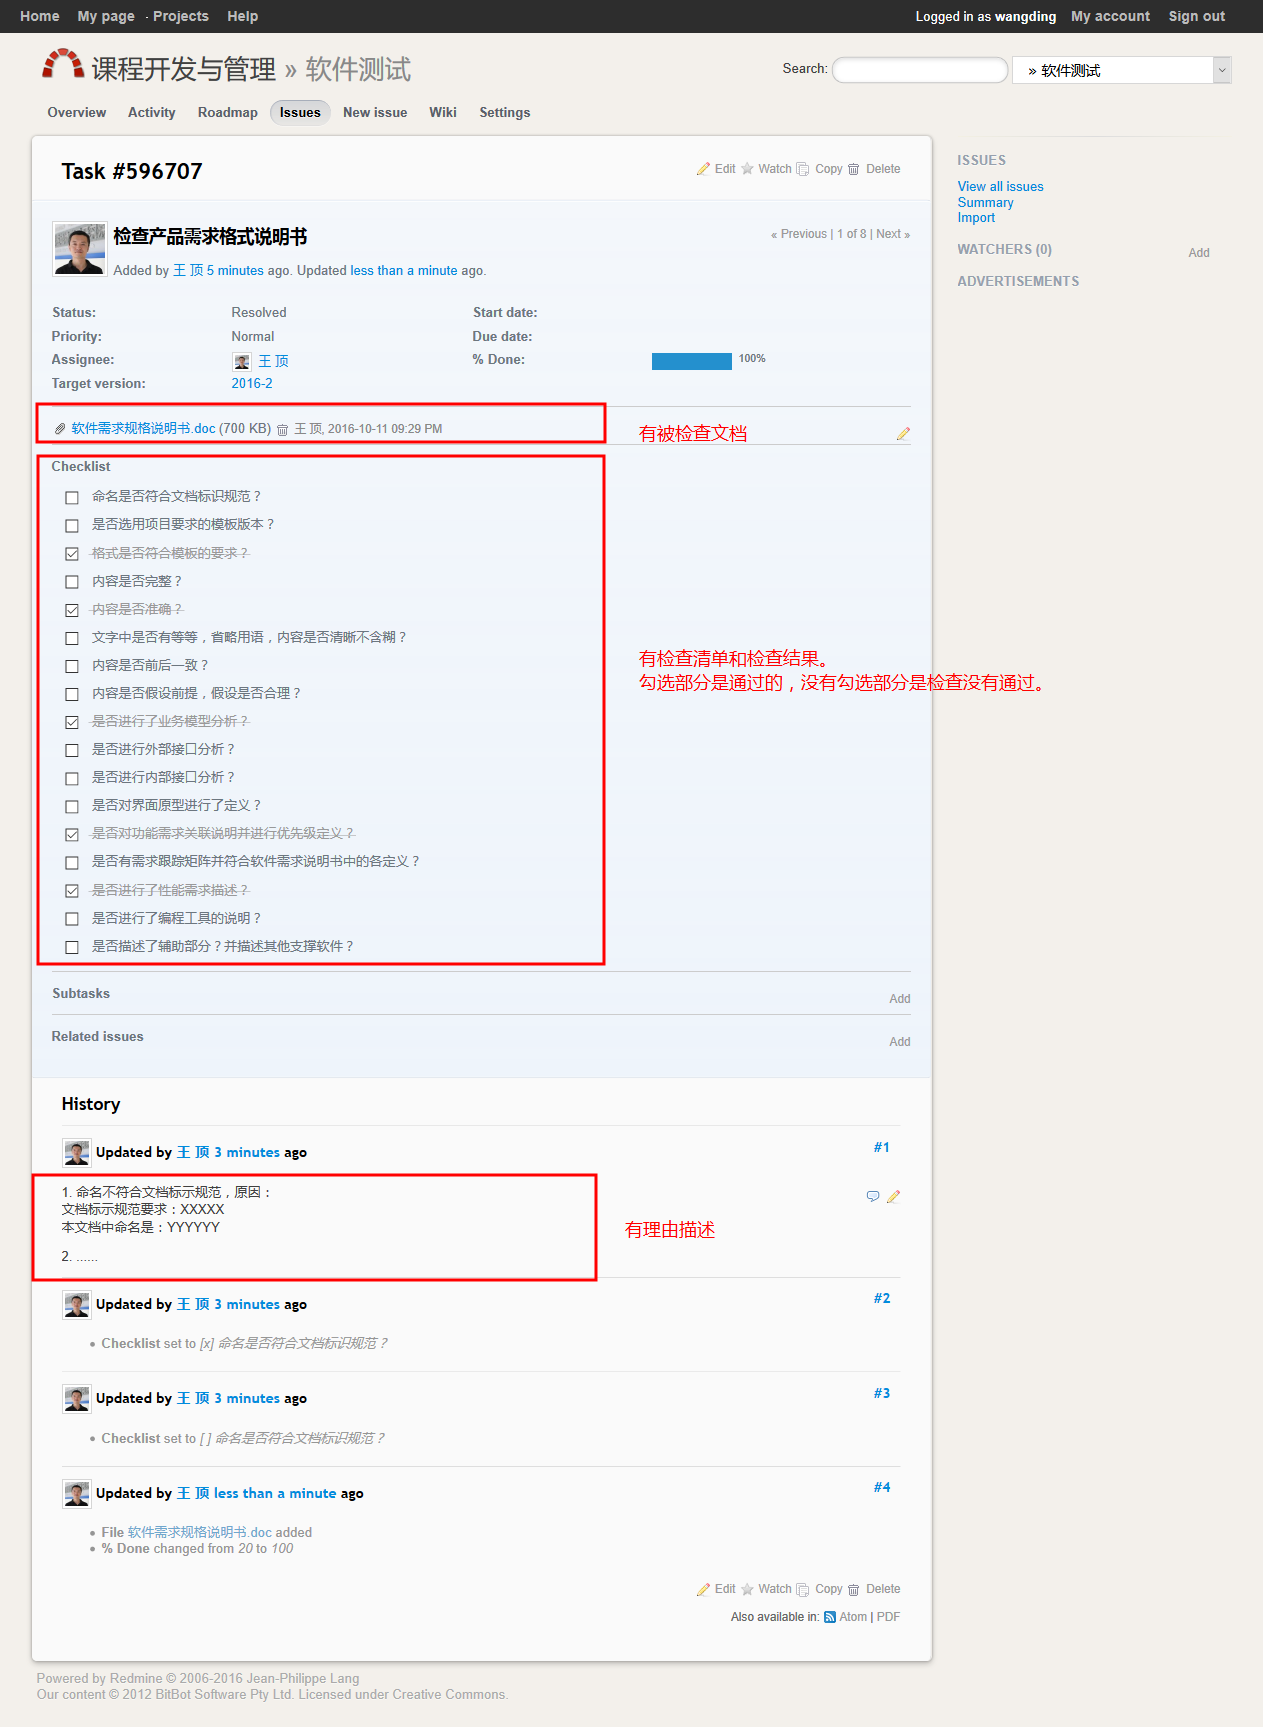 Home My page · Projects Help
Logged in as wangding My account Sign out
课程开发与管理 » 软件测试
Search:
» 软件测试
Overview Activity Roadmap Issues New issue Wiki Settings
Task #596707
Edit Watch Copy Delete
检查产品需求格式说明书
« Previous | 1 of 8 | Next »
Added by 王 顶 5 minutes ago. Updated less than a minute ago.
Status: Resolved Start date:
Priority: Normal Due date:
Assignee: 王 顶 % Done: 100%
Target version: 2016-2
软件需求规格说明书.doc (700 KB) 王 顶, 2016-10-11 09:29 PM
有被检查文档
Checklist
命名是否符合文档标识规范？
是否选用项目要求的模板版本？
格式是否符合模板的要求？
内容是否完整？
内容是否准确？
文字中是否有等等，省略用语，内容是否清晰不含糊？
内容是否前后一致？
内容是否假设前提，假设是否合理？
是否进行了业务模型分析？
是否进行外部接口分析？
是否进行内部接口分析？
是否对界面原型进行了定义？
是否对功能需求关联说明并进行优先级定义？
是否有需求跟踪矩阵并符合软件需求说明书中的各定义？
是否进行了性能需求描述？
是否进行了编程工具的说明？
是否描述了辅助部分？并描述其他支撑软件？
有检查清单和检查结果。
勾选部分是通过的，没有勾选部分是检查没有通过。
Subtasks
Add
Related issues
Add
History
Updated by 王 顶 3 minutes ago
#1
1. 命名不符合文档标示规范，原因：
文档标示规范要求：XXXXX
本文档中命名是：YYYYYY
2. ......
有理由描述
Updated by 王 顶 3 minutes ago
#2
• Checklist set to [x] 命名是否符合文档标识规范？
Updated by 王 顶 3 minutes ago
#3
• Checklist set to [ ] 命名是否符合文档标识规范？
Updated by 王 顶 less than a minute ago
#4
• File 软件需求规格说明书.doc added
• % Done changed from 20 to 100
Edit Watch Copy Delete
Also available in: Atom | PDF
ISSUES
View all issues
Summary
Import
WATCHERS (0)
Add
ADVERTISEMENTS
Powered by Redmine © 2006-2016 Jean-Philippe Lang
Our content © 2012 BitBot Software Pty Ltd. Licensed under Creative Commons.